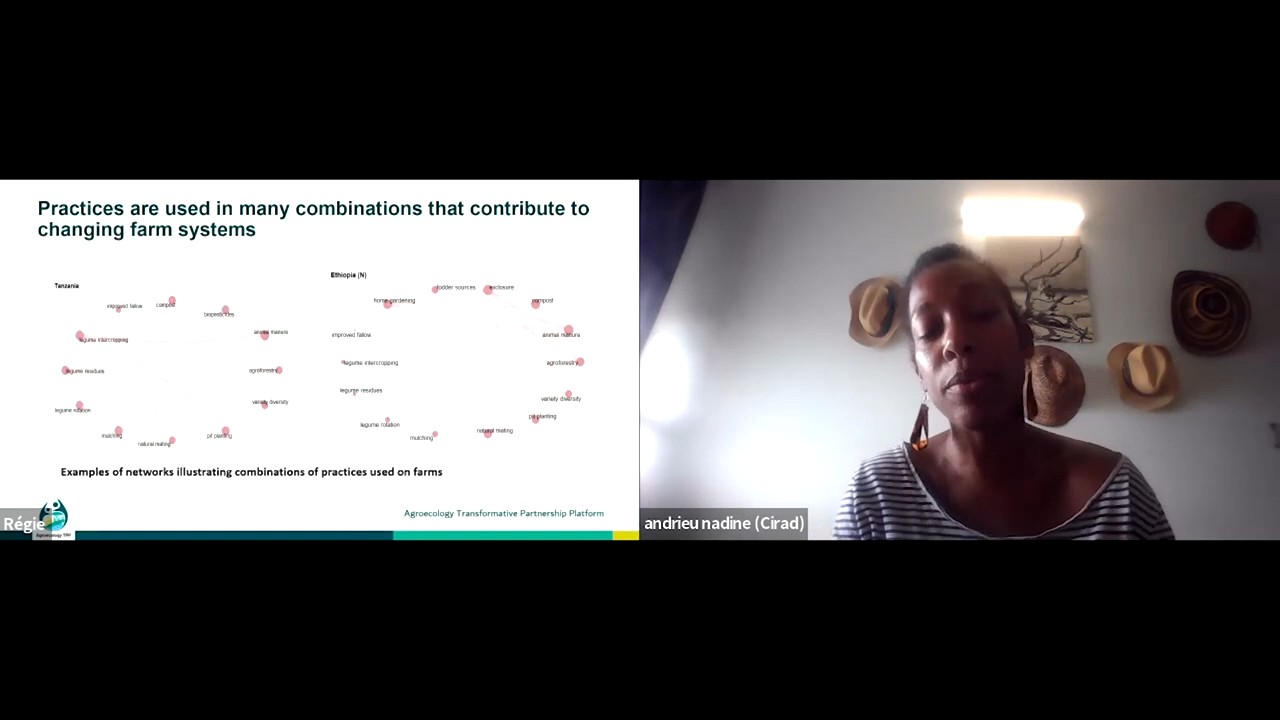 Practices are used in many combinations that contribute to
changing farm systems
Tanzania
improved fallow
compost
biopesticides
legume intercropping
animal manure
legume residues
agroforestry
legume rotation
variety diversity
mulching
natural mating
pit planting
Ethiopia (N)
fodder sources
exclosure
home gardening
compost
improved fallow
animal manure
legume intercropping
agroforestry
legume residues
variety diversity
legume rotation
pit planting
mulching
natural mating
Examples of networks illustrating combinations of practices used on farms
Agroecology Transformative Partnership Platform
Régie
Agroecology TPP
andrieu nadine (Cirad)